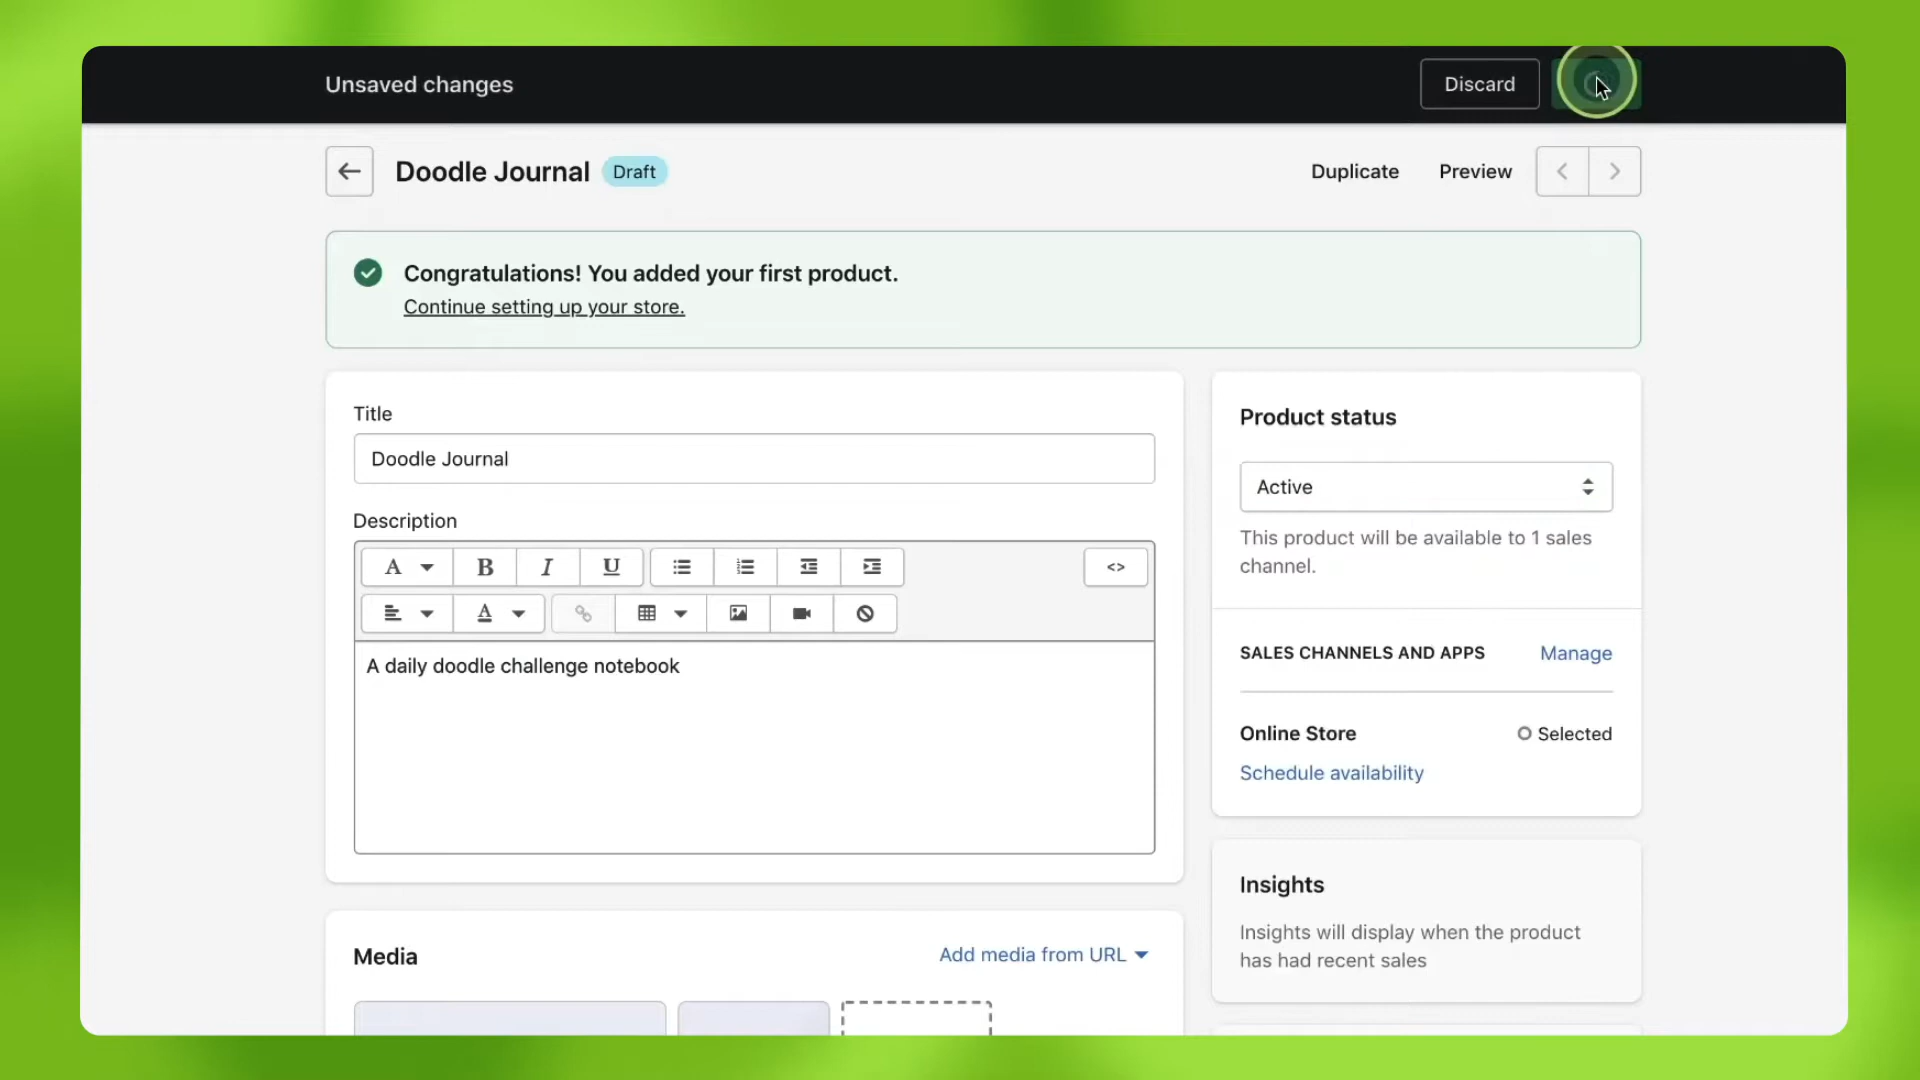 Unsaved changes
Discard
Doodle Journal
Draft
Duplicate
Preview
Congratulations! You added your first product.
Continue setting up your store.
Title
Doodle Journal
Description
A
B
I
U
<>
A
A daily doodle challenge notebook
Media
Add media from URL
Product status
Active
This product will be available to 1 sales
channel.
SALES CHANNELS AND APPS
Manage
Online Store
Selected
Schedule availability
Insights
Insights will display when the product
has had recent sales